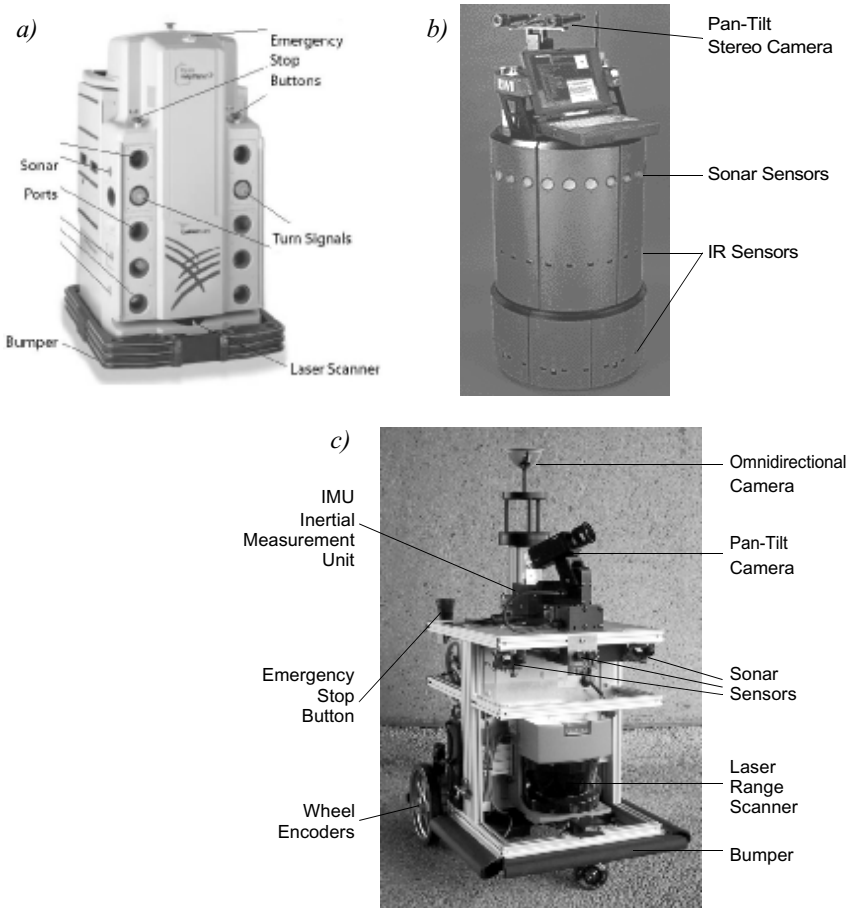 a)
Emergency
Stop
Buttons
Sonar
Ports
Turn Signals
Bumper
Laser Scanner
b)
Pan-Tilt
Stereo Camera
Sonar Sensors
IR Sensors
c)
Omnidirectional
Camera
IMU
Inertial
Measurement
Unit
Pan-Tilt
Camera
Emergency
Stop
Button
Sonar
Sensors
Laser
Range
Scanner
Wheel
Encoders
Bumper